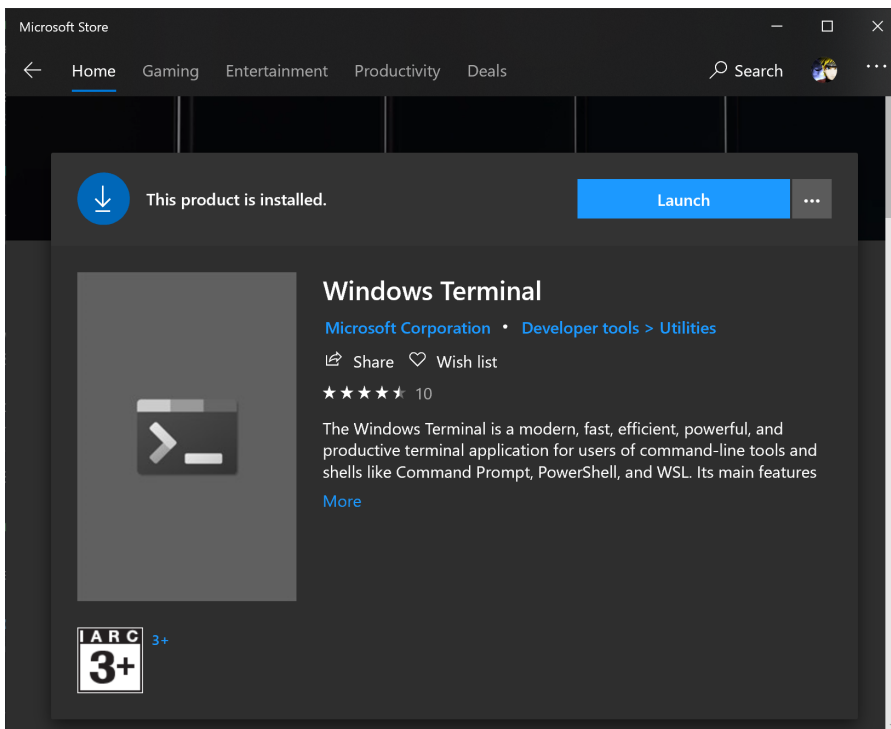 Microsoft Store
Home Gaming Entertainment Productivity Deals Search
This product is installed. Launch
Windows Terminal
Microsoft Corporation • Developer tools > Utilities
Share Wish list
10
The Windows Terminal is a modern, fast, efficient, powerful, and
productive terminal application for users of command-line tools and
shells like Command Prompt, PowerShell, and WSL. Its main features
More
IARC 3+
3+